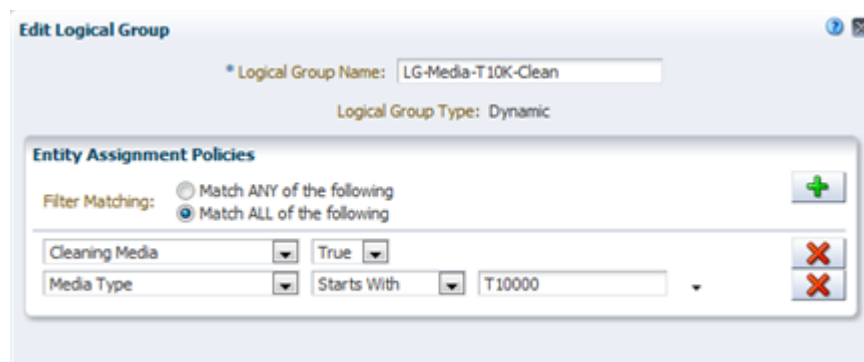 Edit Logical Group
* Logical Group Name: LG-Media-T10K-Clean
Logical Group Type: Dynamic
Entity Assignment Policies
Filter Matching:
Match ANY of the following
Match ALL of the following
Cleaning Media True
Media Type Starts With T10000